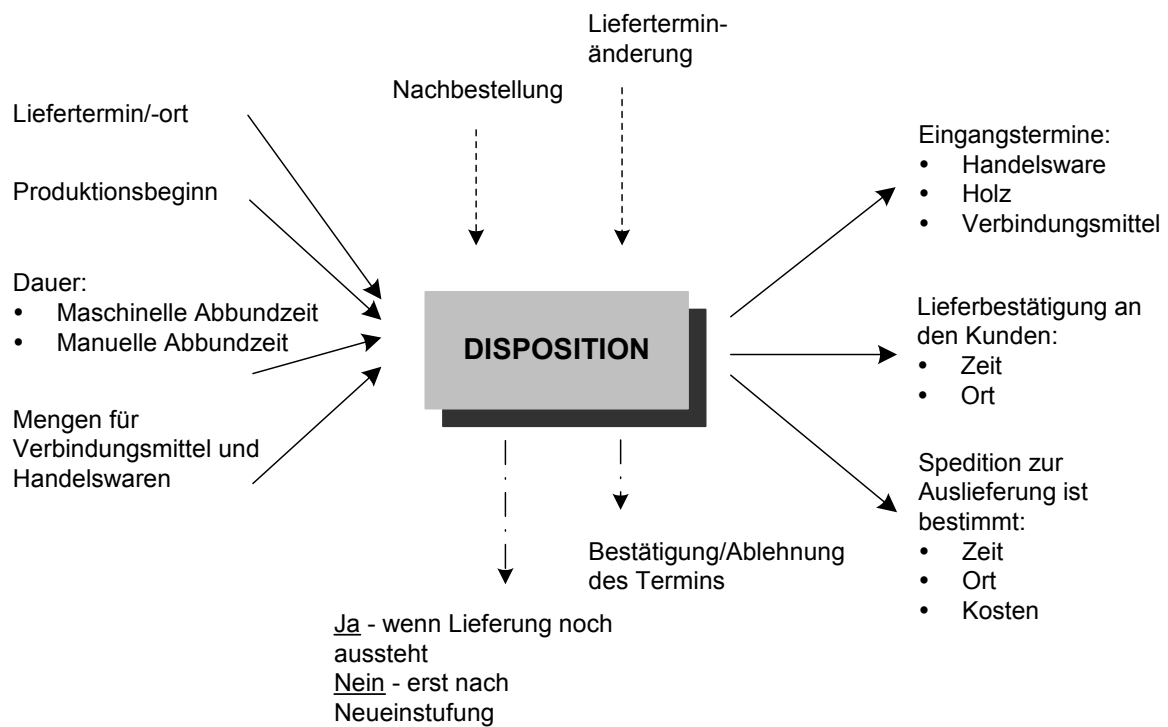 Liefertermin-
änderung
Nachbestellung
Liefertermin/-ort
Produktionsbeginn
Dauer:
• Maschinelle Abbundzeit
• Manuelle Abbundzeit
Mengen für
Verbindungsmittel und
Handelswaren
DISPOSITION
Eingangstermine:
• Handelsware
• Holz
• Verbindungsmittel
Lieferbestätigung an
den Kunden:
• Zeit
• Ort
Spedition zur
Auslieferung ist
bestimmt:
• Zeit
• Ort
• Kosten
Bestätigung/Ablehnung
des Termins
Ja - wenn Lieferung noch
aussteht
Nein - erst nach
Neueinstufung